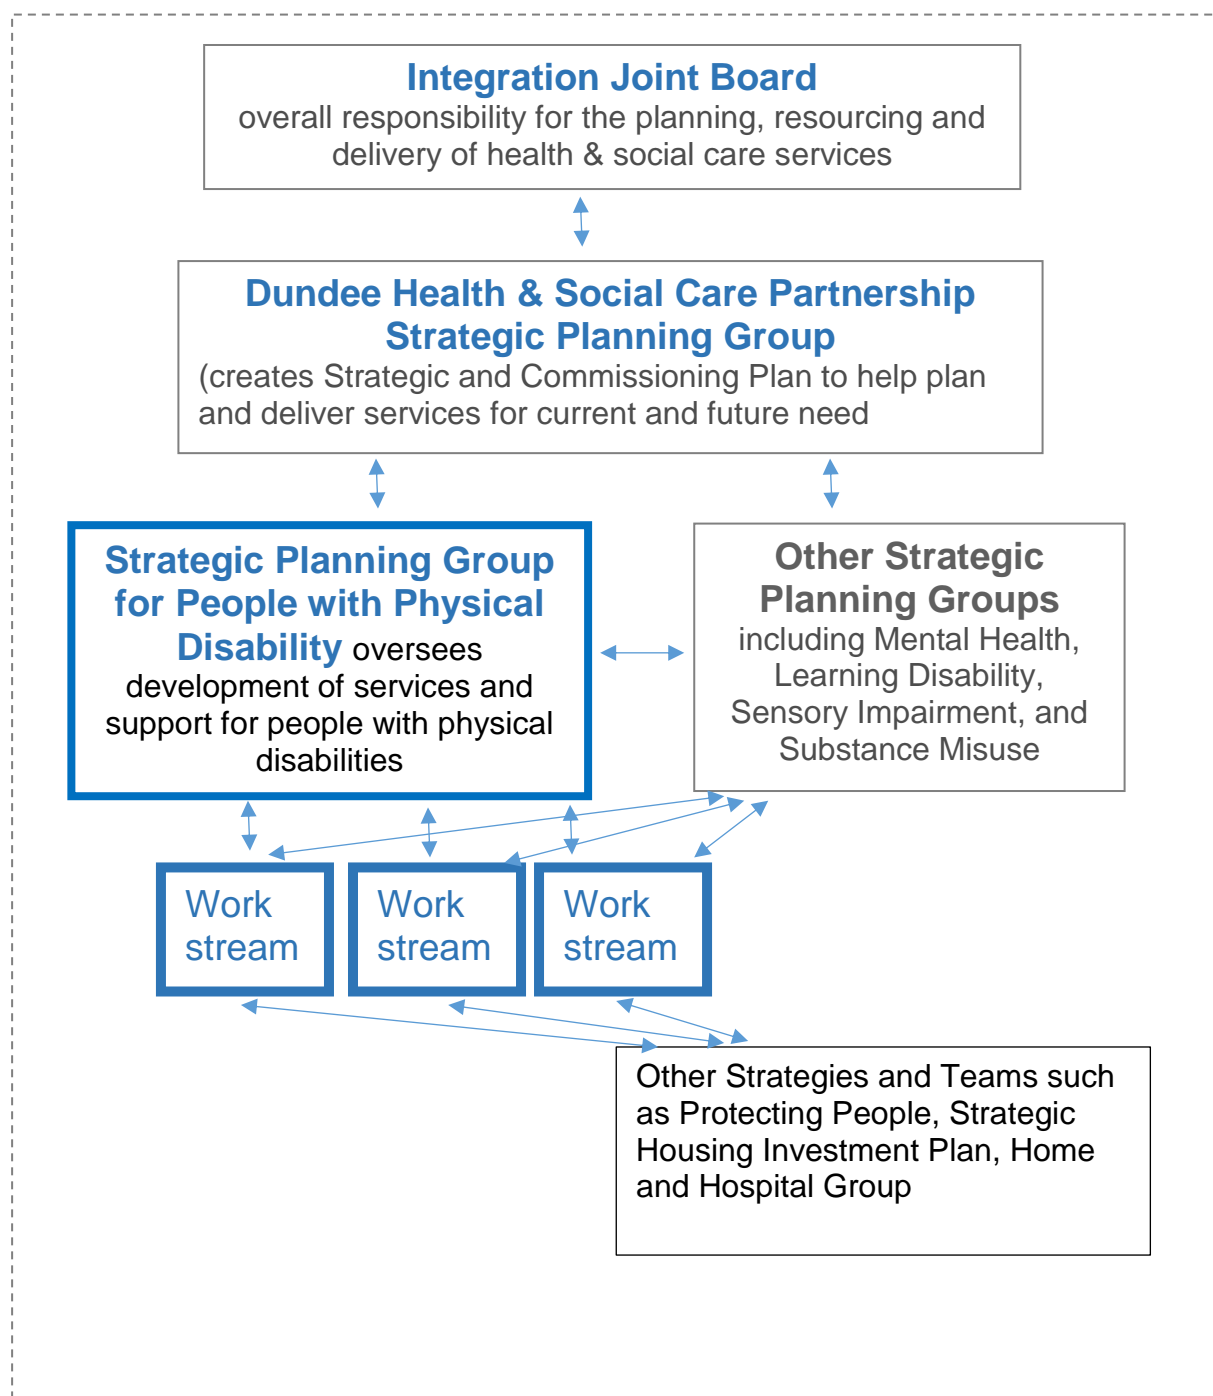 Integration Joint Board
overall responsibility for the planning, resourcing and
delivery of health & social care services
Dundee Health & Social Care Partnership
Strategic Planning Group
(creates Strategic and Commissioning Plan to help plan
and deliver services for current and future need
Strategic Planning Group
for People with Physical
Disability oversees
development of services and
support for people with physical
disabilities
Other Strategic
Planning Groups
including Mental Health,
Learning Disability,
Sensory Impairment, and
Substance Misuse
Work
stream
Work
stream
Work
stream
Other Strategies and Teams such
as Protecting People, Strategic
Housing Investment Plan, Home
and Hospital Group